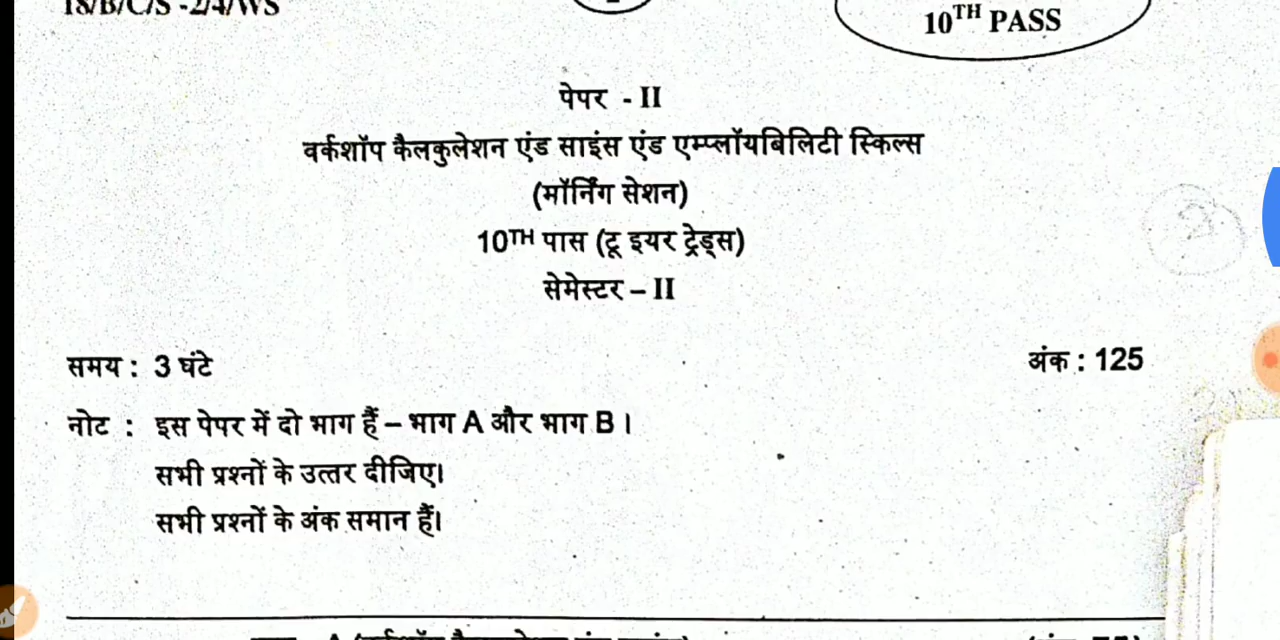 10TH PASS
पेपर - II
वर्कशॉप कैलकुलेशन एंड साइंस एंड एम्प्लॉयबिलिटी स्किल्स
(मॉर्निंग सेशन)
10TH पास (टू इयर ट्रेड्स)
सेमेस्टर – II
समय : 3 घंटे
अंक : 125
नोट : इस पेपर में दो भाग हैं – भाग A और भाग B ।
सभी प्रश्नों के उत्तर दीजिए।
सभी प्रश्नों के अंक समान हैं।